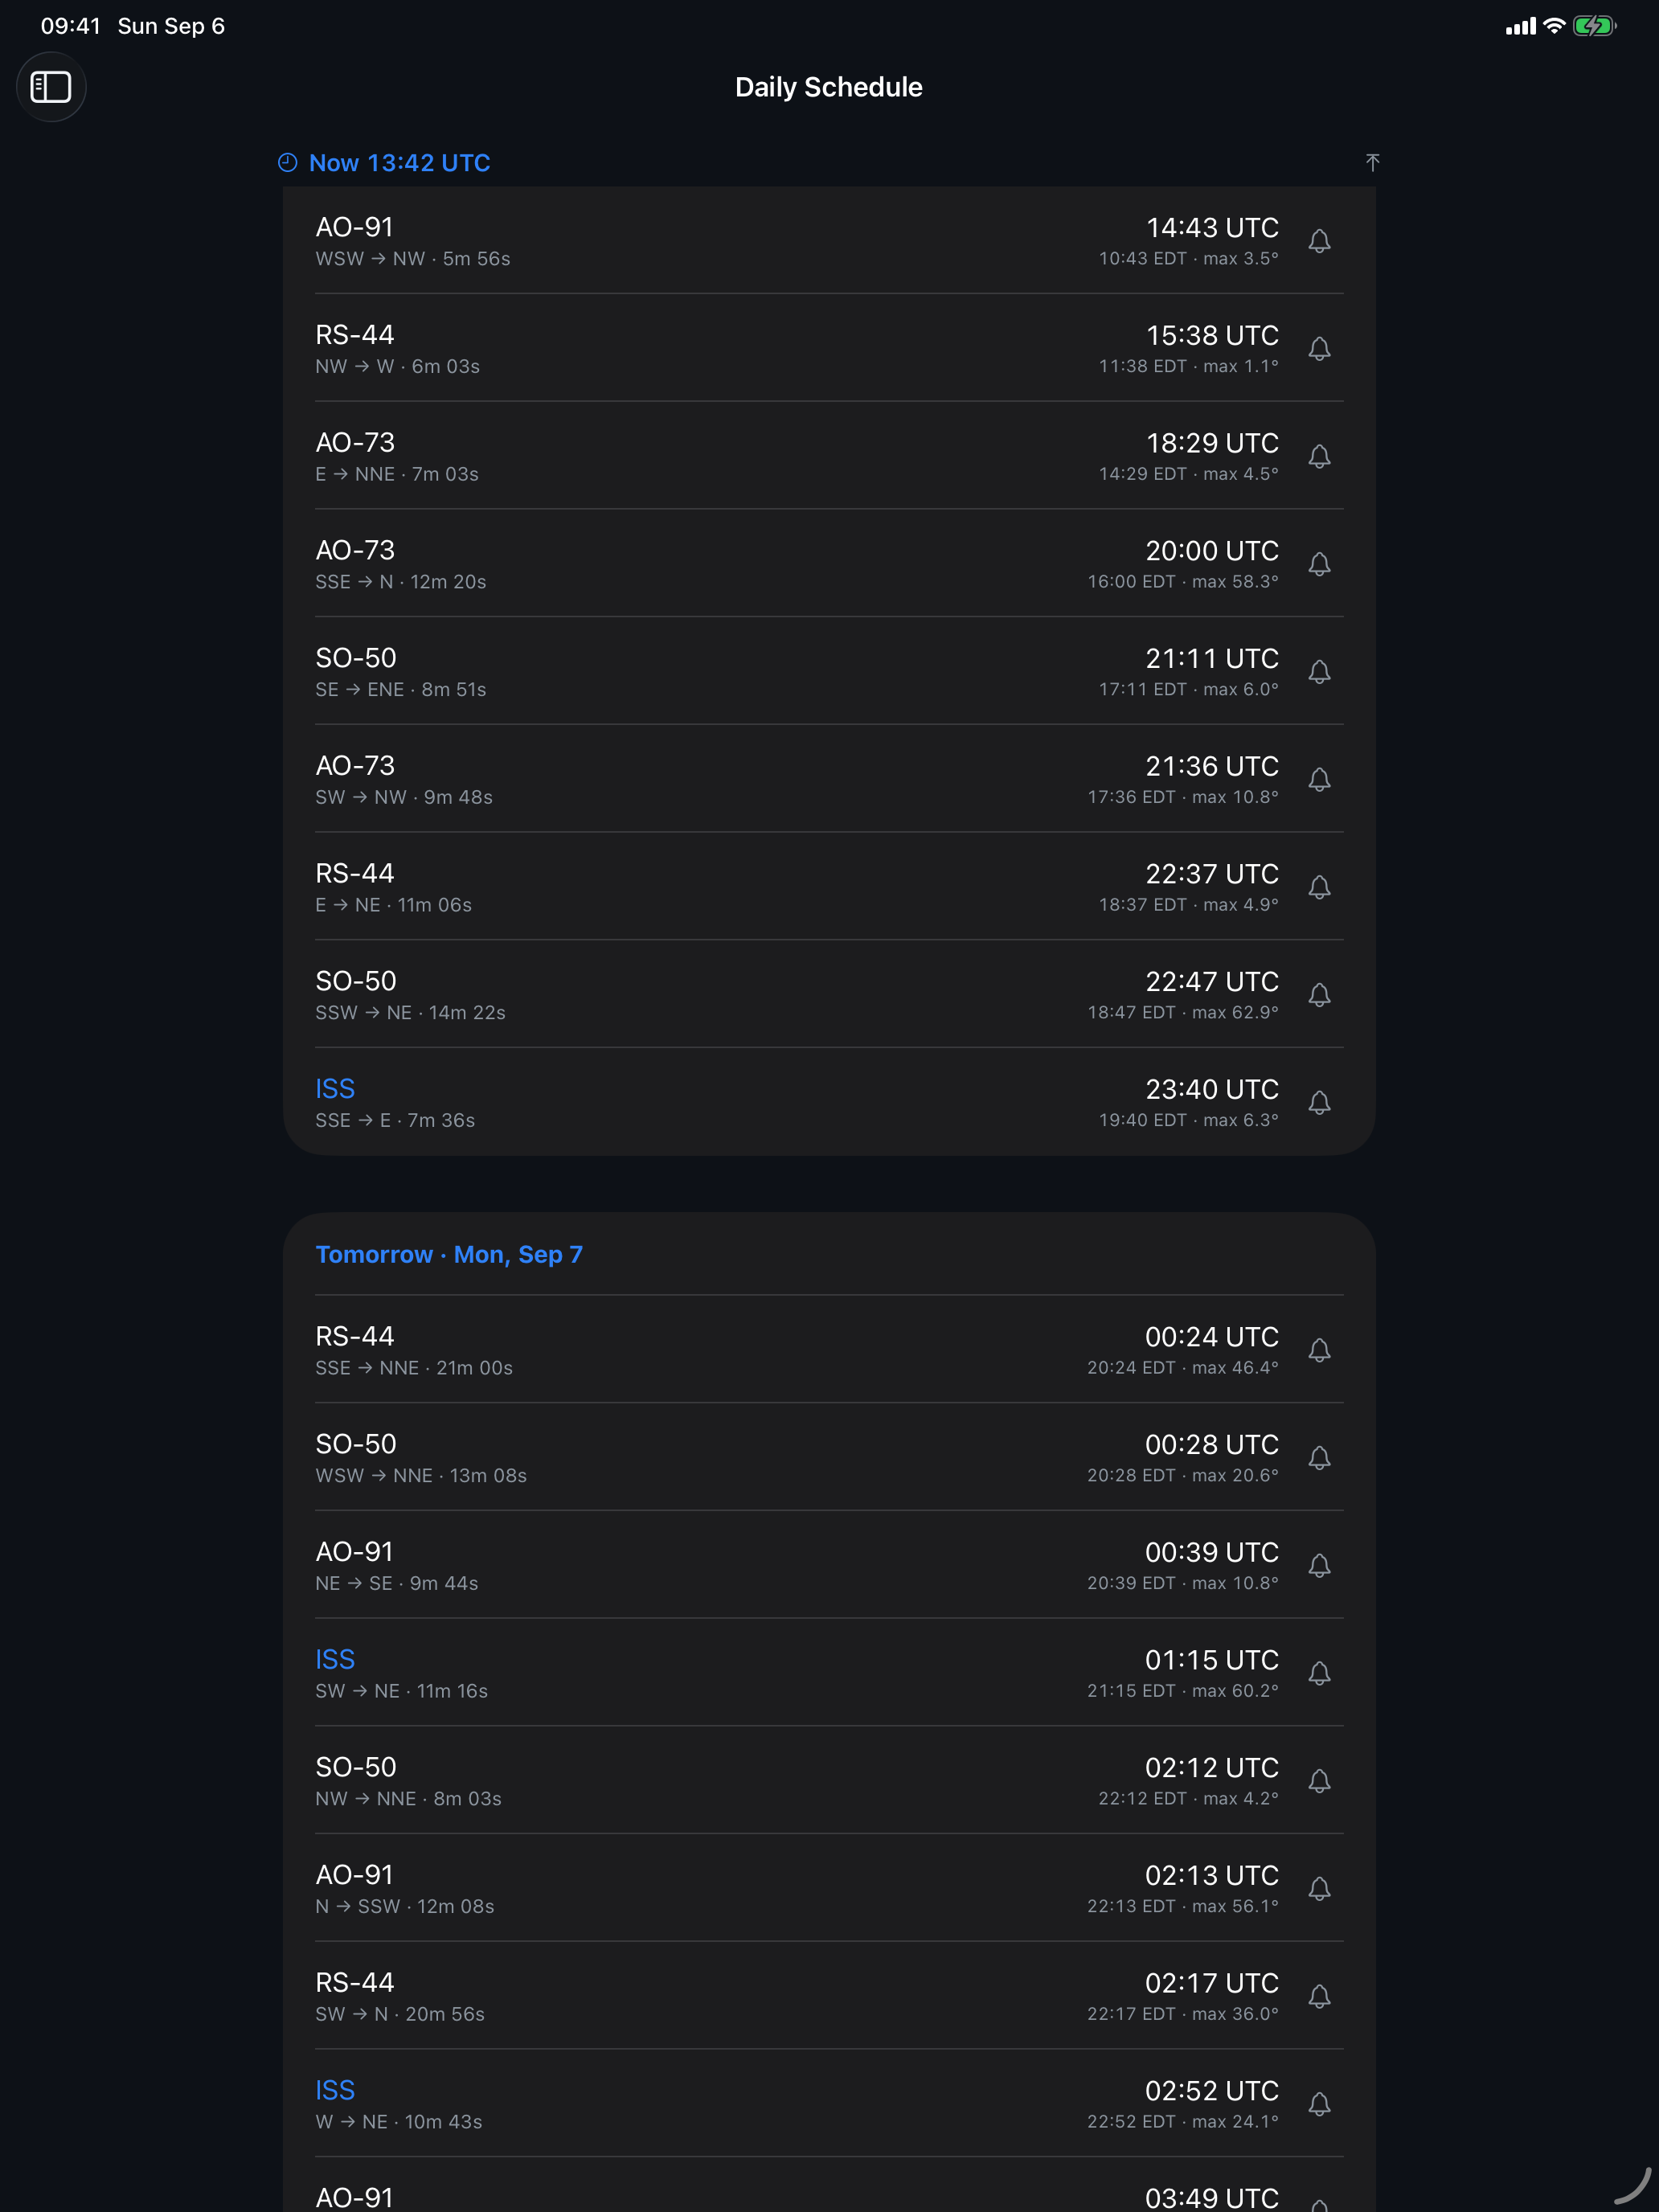 09:41 Sun Sep 6
Daily Schedule
Now 13:42 UTC
AO-91 14:43 UTC
WSW → NW · 5m 56s 10:43 EDT · max 3.5°
RS-44 15:38 UTC
NW → W · 6m 03s 11:38 EDT · max 1.1°
AO-73 18:29 UTC
E → NNE · 7m 03s 14:29 EDT · max 4.5°
AO-73 20:00 UTC
SSE → N · 12m 20s 16:00 EDT · max 58.3°
SO-50 21:11 UTC
SE → ENE · 8m 51s 17:11 EDT · max 6.0°
AO-73 21:36 UTC
SW → NW · 9m 48s 17:36 EDT · max 10.8°
RS-44 22:37 UTC
E → NE · 11m 06s 18:37 EDT · max 4.9°
SO-50 22:47 UTC
SSW → NE · 14m 22s 18:47 EDT · max 62.9°
ISS 23:40 UTC
SSE → E · 7m 36s 19:40 EDT · max 6.3°
Tomorrow · Mon, Sep 7
RS-44 00:24 UTC
SSE → NNE · 21m 00s 20:24 EDT · max 46.4°
SO-50 00:28 UTC
WSW → NNE · 13m 08s 20:28 EDT · max 20.6°
AO-91 00:39 UTC
NE → SE · 9m 44s 20:39 EDT · max 10.8°
ISS 01:15 UTC
SW → NE · 11m 16s 21:15 EDT · max 60.2°
SO-50 02:12 UTC
NW → NNE · 8m 03s 22:12 EDT · max 4.2°
AO-91 02:13 UTC
N → SSW · 12m 08s 22:13 EDT · max 56.1°
RS-44 02:17 UTC
SW → N · 20m 56s 22:17 EDT · max 36.0°
ISS 02:52 UTC
W → NE · 10m 43s 22:52 EDT · max 24.1°
AO-91 03:49 UTC